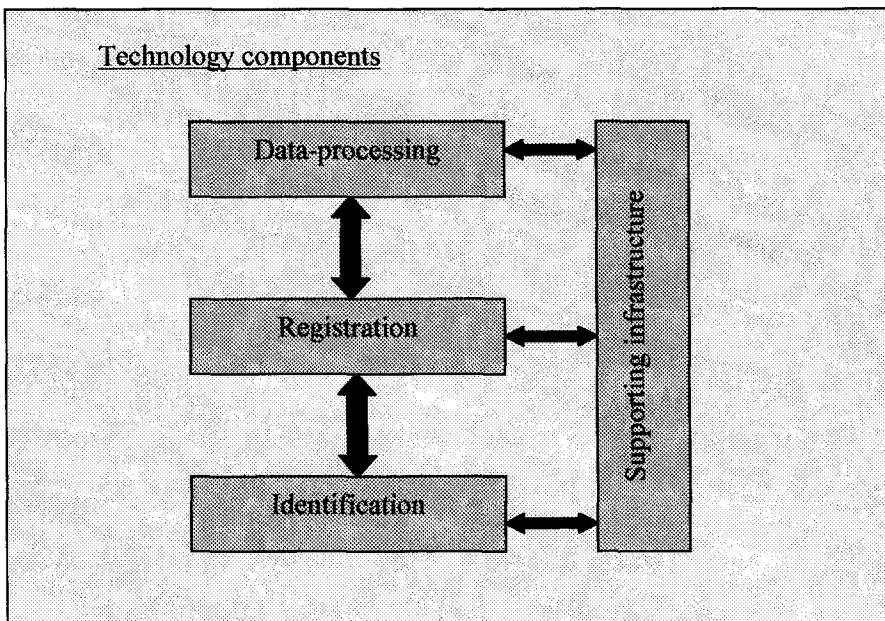 Technology components
Data-processing
Registration
Identification
Supporting infrastructure